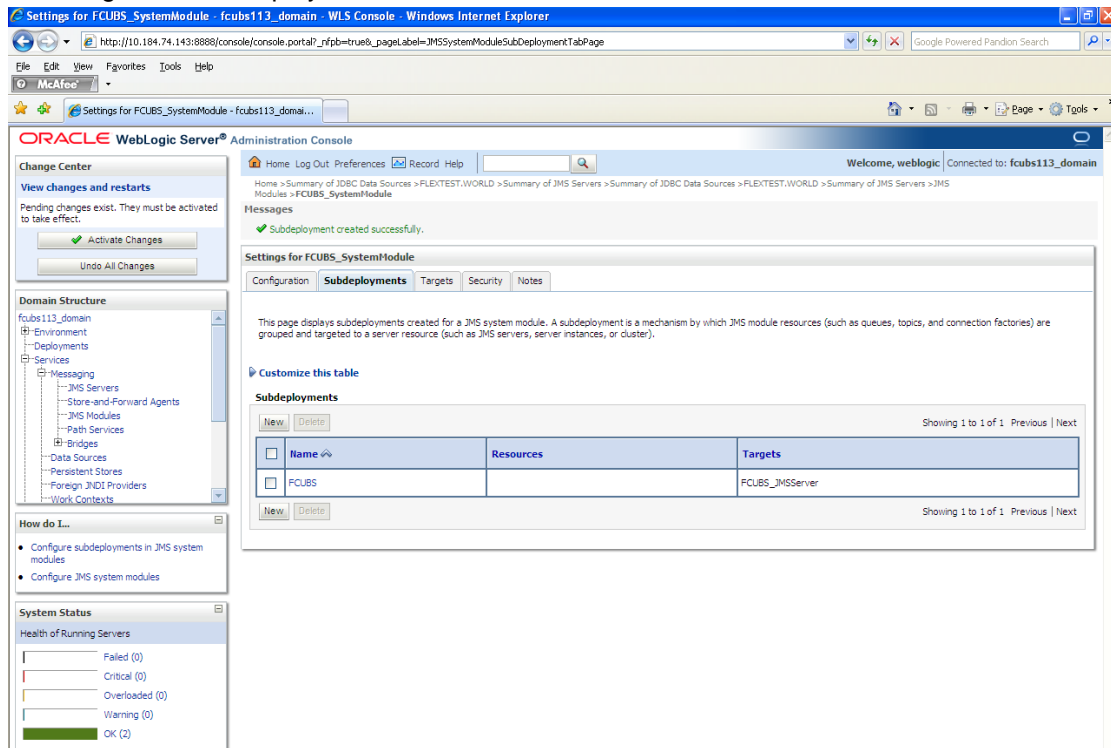 Settings for FCUBS_SystemModule - fcubs113_domain - WLS Console - Windows Internet Explorer
http://10.184.74.143:8888/console/console.portal?_nfpb=true&_pageLabel=JMSSystemModuleSubDeploymentTabPage
Google Powered Pandion Search
File Edit View Favorites Tools Help
McAfee
Settings for FCUBS_SystemModule - fcubs113_domai...
Page Tools
ORACLE WebLogic Server® Administration Console
Change Center
View changes and restarts
Pending changes exist. They must be activated
to take effect.
Activate Changes
Undo All Changes
Domain Structure
fcubs113_domain
Environment
Deployments
Services
Messaging
JMS Servers
Store-and-Forward Agents
JMS Modules
Path Services
Bridges
Data Sources
Persistent Stores
Foreign JNDI Providers
Work Contexts
How do I...
Configure subdeployments in JMS system
modules
Configure JMS system modules
System Status
Health of Running Servers
Failed (0)
Critical (0)
Overloaded (0)
Warning (0)
OK (2)
Home Log Out Preferences Record Help
Welcome, weblogic Connected to: fcubs113_domain
Home >Summary of JDBC Data Sources >FLEXTEST.WORLD >Summary of JMS Servers >Summary of JDBC Data Sources >FLEXTEST.WORLD >Summary of JMS Servers >JMS
Modules >FCUBS_SystemModule
Messages
Subdeployment created successfully.
Settings for FCUBS_SystemModule
Configuration Subdeployments Targets Security Notes
This page displays subdeployments created for a JMS system module. A subdeployment is a mechanism by which JMS module resources (such as queues, topics, and connection factories) are
grouped and targeted to a server resource (such as JMS servers, server instances, or cluster).
Customize this table
Subdeployments
New Delete Showing 1 to 1 of 1 Previous | Next
Name Resources Targets
FCUBS FCUBS_JMSServer
New Delete Showing 1 to 1 of 1 Previous | Next